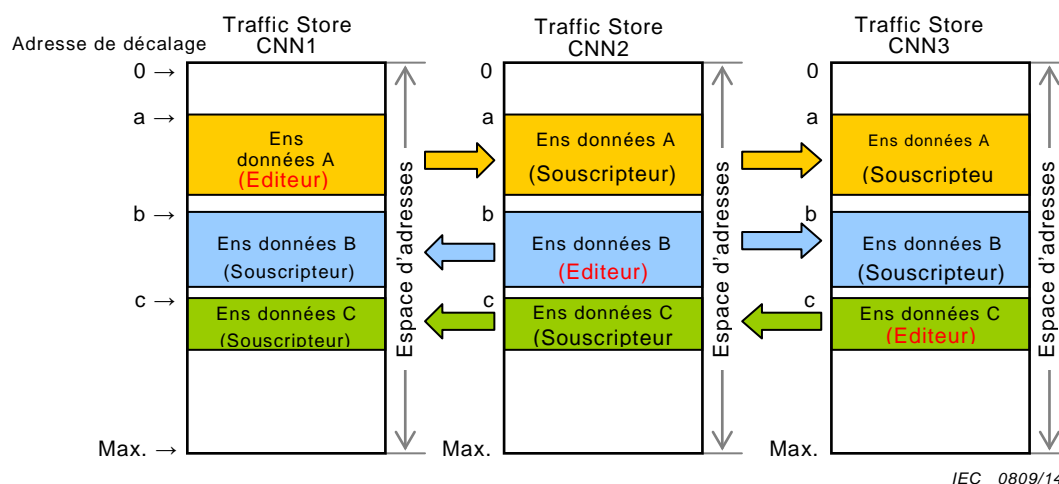 Traffic Store
CNN1
Traffic Store
CNN2
Traffic Store
CNN3
Adresse de décalage
0 →
0
0
a →
a
a
Ens
données A
(Editeur)
Ens données A
(Souscripteur)
Ens données A
(Souscripteu
b →
b
b
Ens données B
(Souscripteur)
Ens données B
(Editeur)
Ens données B
(Souscripteur)
c →
c
c
Ens données C
(Souscripteur)
Ens données C
(Souscripteur
Ens données C
(Editeur)
Espace d'adresses
Espace d'adresses
Espace d'adresses
Max. →
Max.
Max.
IEC 0809/14